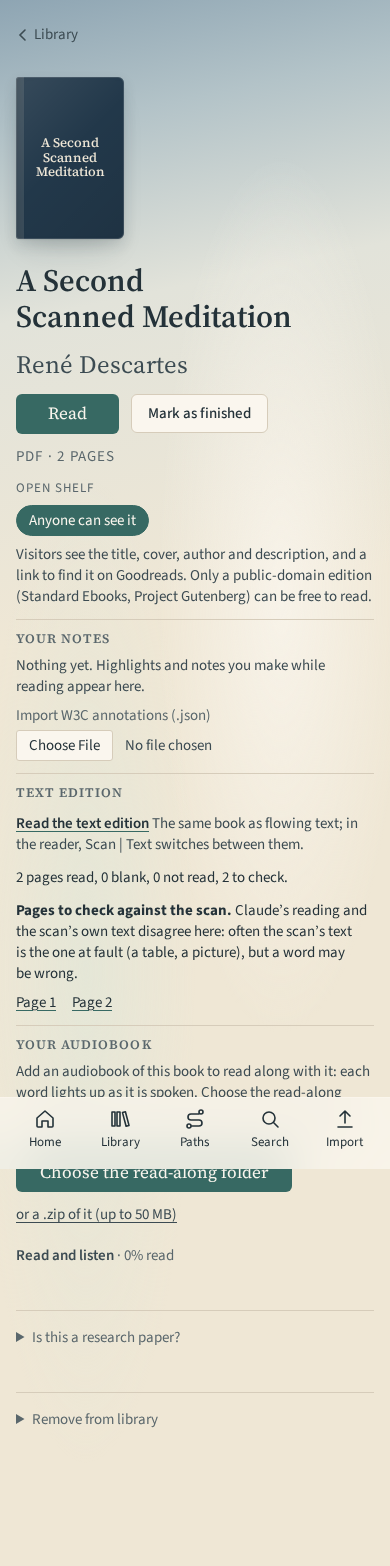 Library
A Second
Scanned
Meditation
A Second
Scanned Meditation
René Descartes
Read
Mark as finished
PDF · 2 PAGES
OPEN SHELF
Anyone can see it
Visitors see the title, cover, author and description, and a
link to find it on Goodreads. Only a public-domain edition
(Standard Ebooks, Project Gutenberg) can be free to read.
YOUR NOTES
Nothing yet. Highlights and notes you make while
reading appear here.
Import W3C annotations (.json)
Choose File No file chosen
TEXT EDITION
Read the text edition The same book as flowing text; in
the reader, Scan | Text switches between them.
2 pages read, 0 blank, 0 not read, 2 to check.
Pages to check against the scan. Claude’s reading and
the scan’s own text disagree here: often the scan’s text
is the one at fault (a table, a picture), but a word may
be wrong.
Page 1 Page 2
YOUR AUDIOBOOK
Add an audiobook of this book to read along with it: each
word lights up as it is spoken. Choose the read-along
Home Library Paths Search Import
Choose the read-along folder
or a .zip of it (up to 50 MB)
Read and listen · 0% read
Is this a research paper?
Remove from library